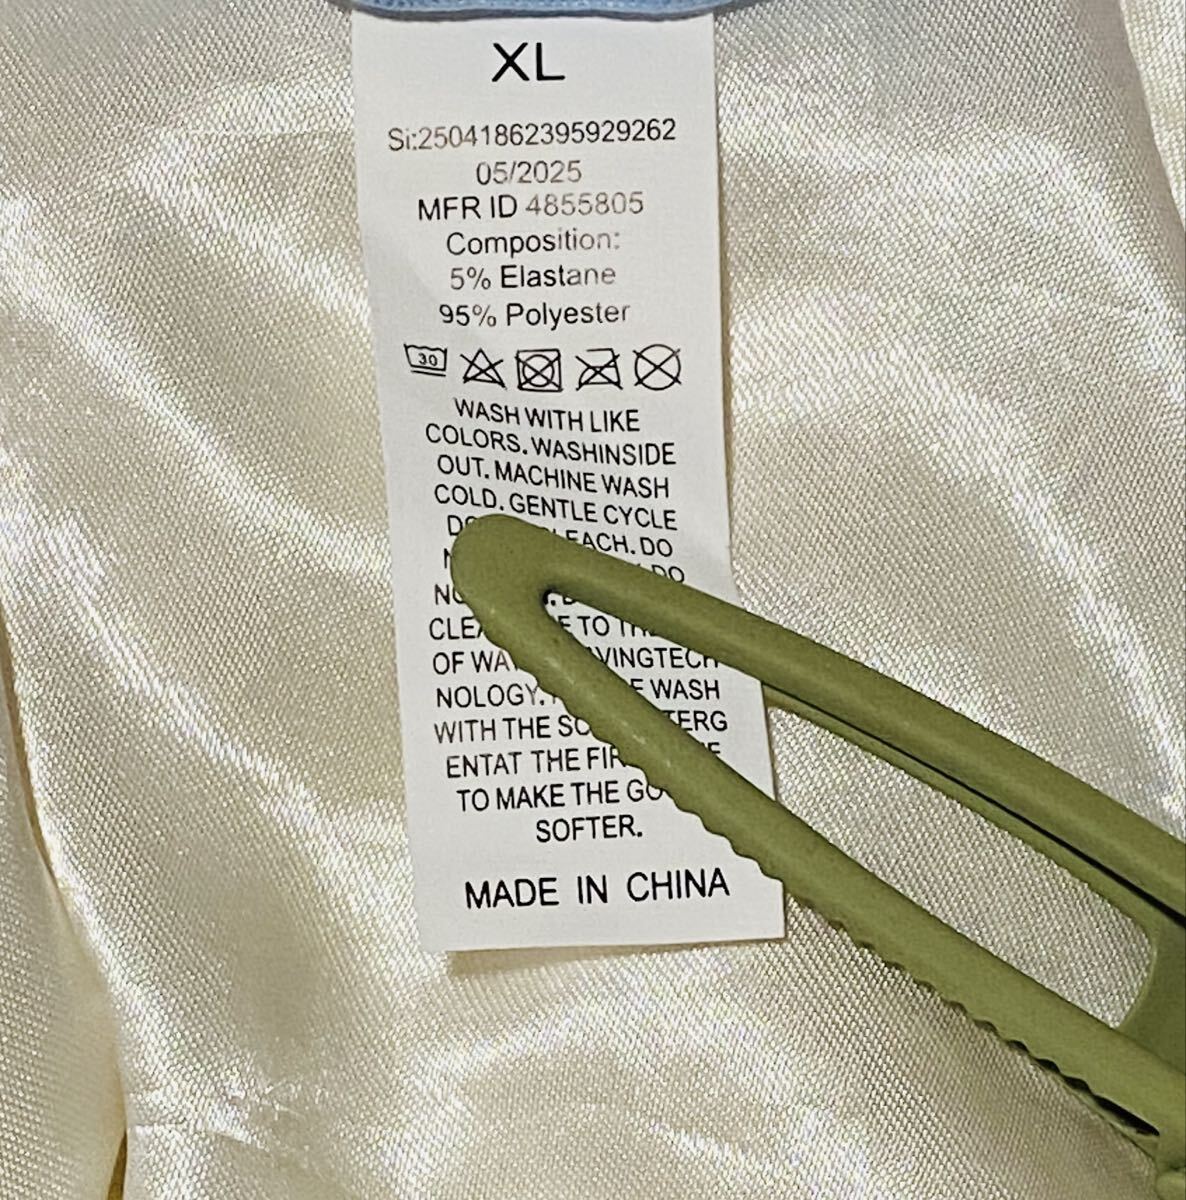 XL
Si:25041862395929262
05/2025
MFR ID 4855805
Composition:
5% Elastane
95% Polyester
30
WASH WITH LIKE
COLORS. WASHINSIDE
OUT. MACHINE WASH
COLD. GENTLE CYCLE
DO
TO
OF
NOLOGY. WASH
WITH THE
ENTAT THE
TO MAKE THE
SOFTER.
MADE IN CHINA